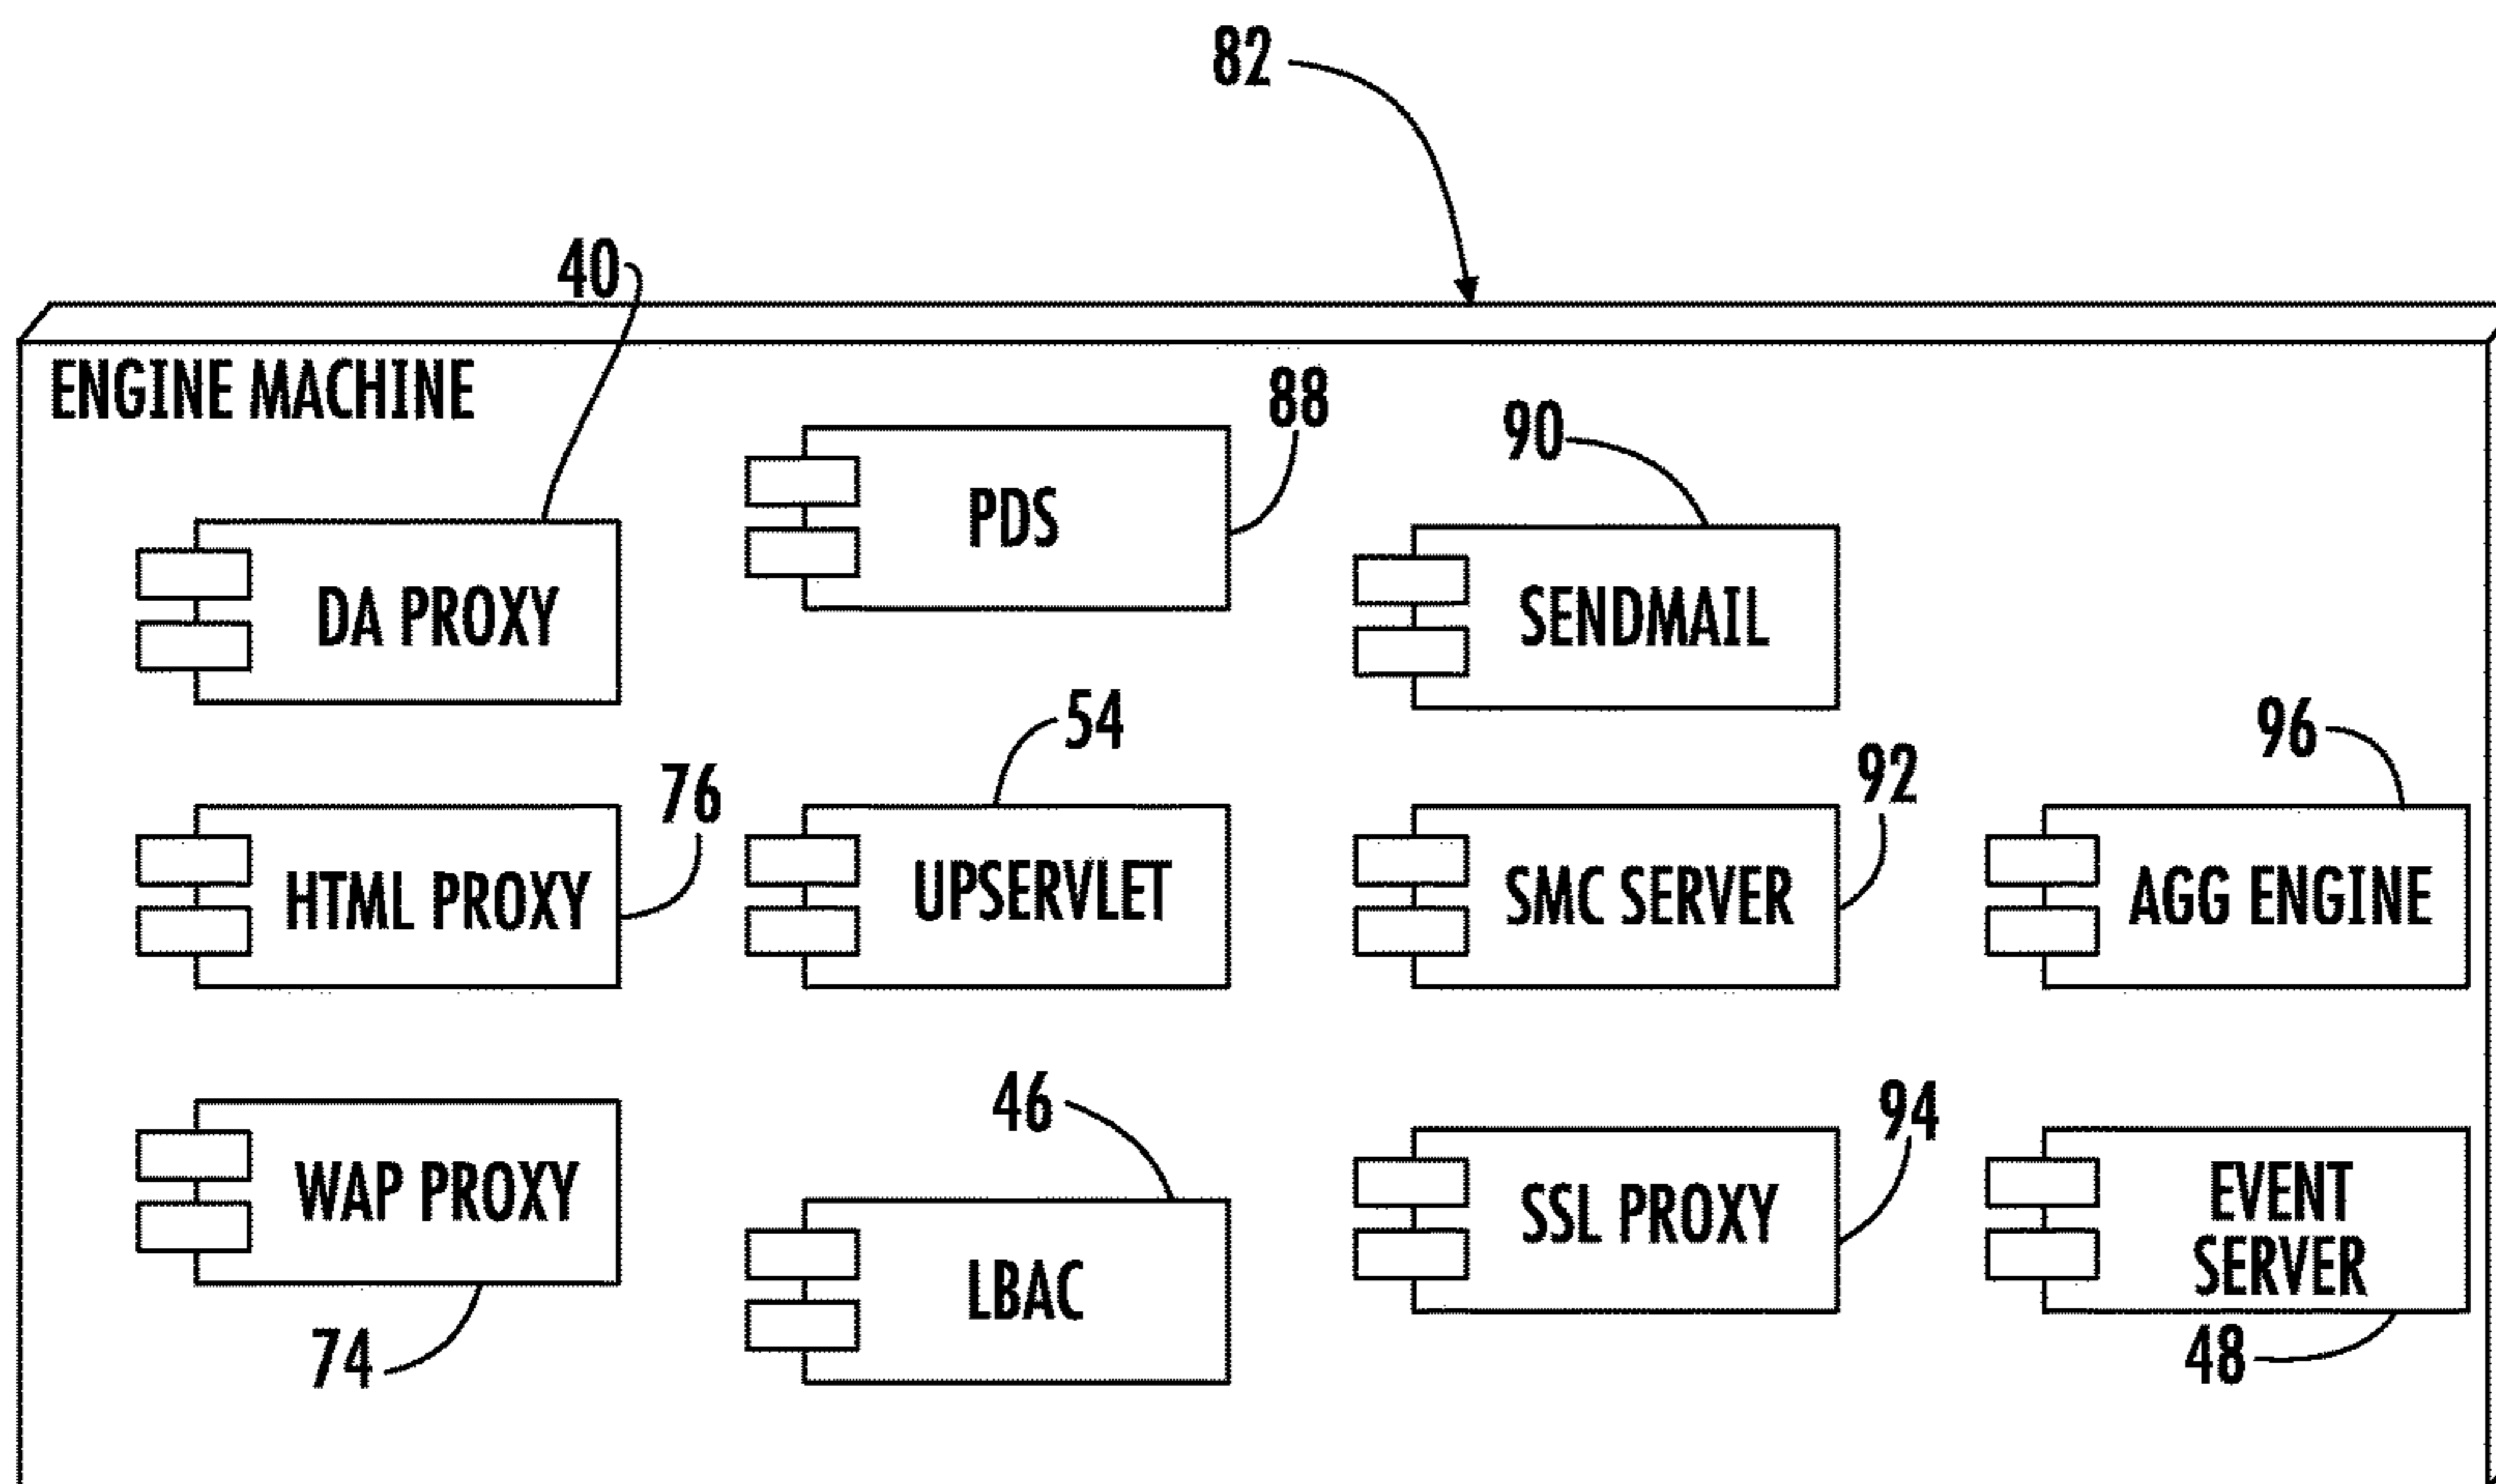 82
40
ENGINE MACHINE
88
90
PDS
DA PROXY
SENDMAIL
54
96
76
92
HTML PROXY
UPSERVLET
SMC SERVER
AGG ENGINE
46
94
WAP PROXY
LBAC
SSL PROXY
EVENT
SERVER
74
48